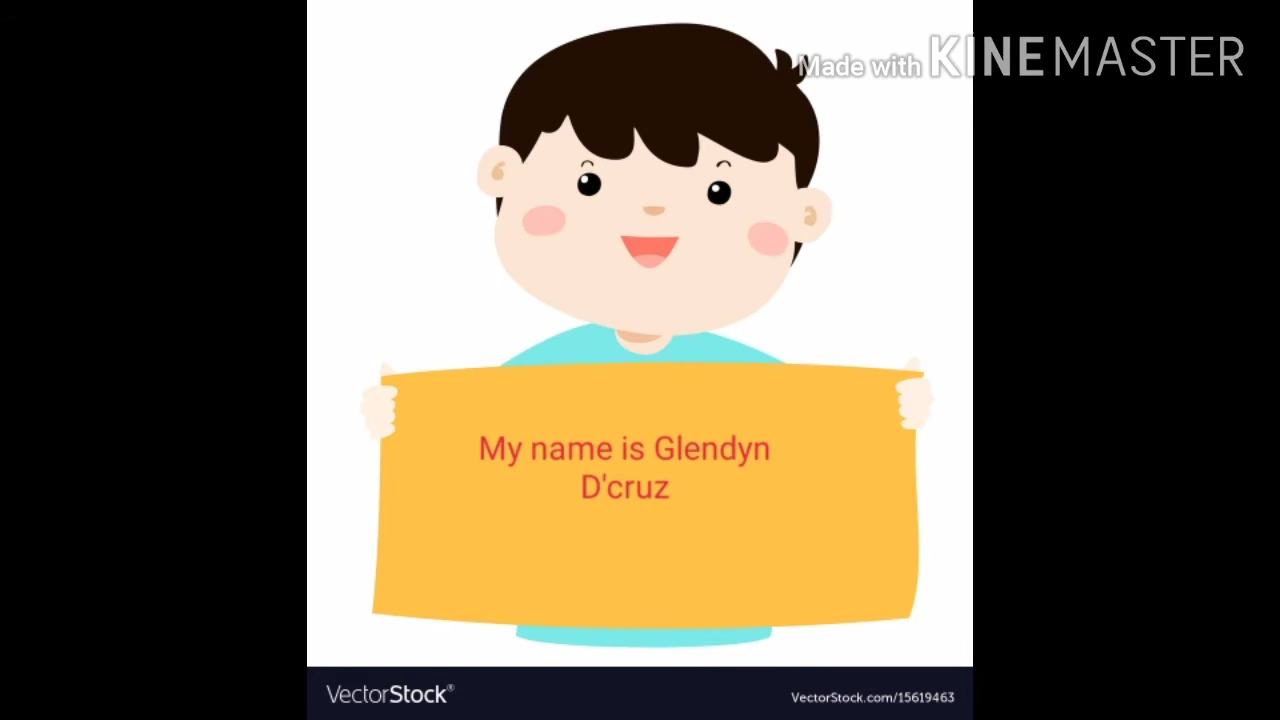 Made with KINEMASTER
My name is Glendyn
D'cruz
VectorStock®
VectorStock.com/15619463